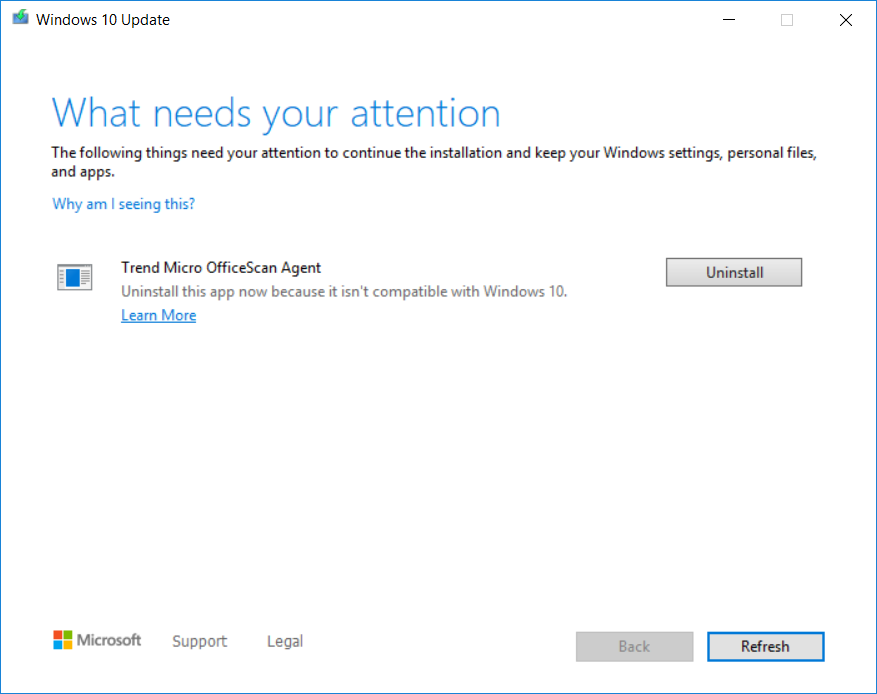 Windows 10 Update
What needs your attention
The following things need your attention to continue the installation and keep your Windows settings, personal files,
and apps.
Why am I seeing this?
Trend Micro OfficeScan Agent
Uninstall
Uninstall this app now because it isn't compatible with Windows 10.
Learn More
Microsoft
Support
Legal
Back
Refresh